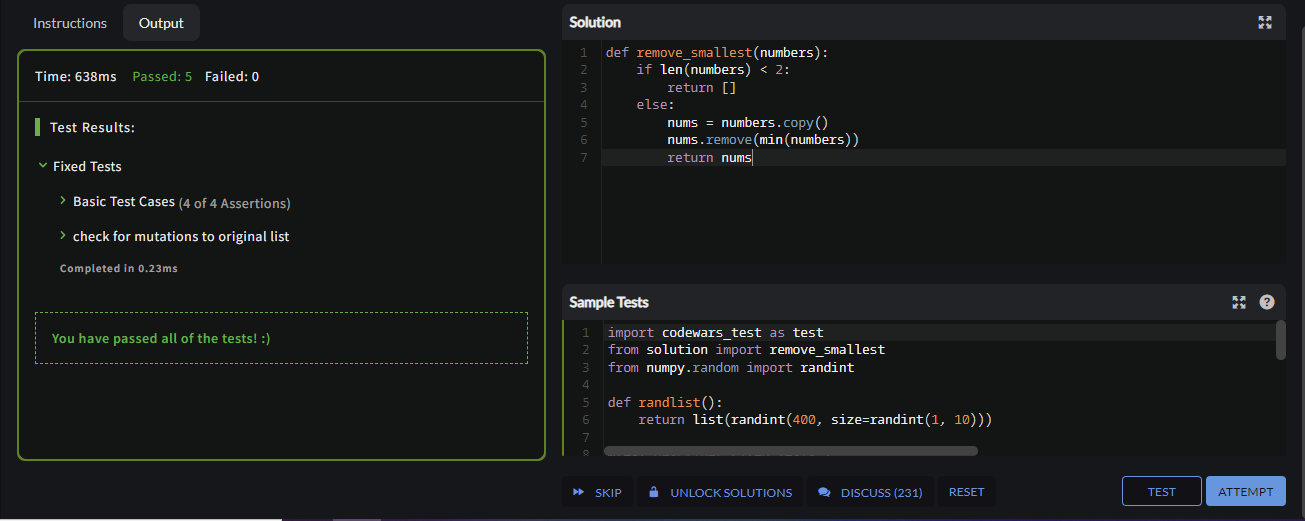 Instructions
Output
Time: 638ms Passed: 5 Failed: 0
Test Results:
Fixed Tests
Basic Test Cases (4 of 4 Assertions)
check for mutations to original list
Completed in 0.23ms
You have passed all of the tests! :)
Solution
1 def remove_smallest(numbers):
2     if len(numbers) < 2:
3         return []
4     else:
5         nums = numbers.copy()
6         nums.remove(min(numbers))
7         return nums
Sample Tests
?
1 import codewars_test as test
2 from solution import remove_smallest
3 from numpy.random import randint
4
5 def randlist():
6     return list(randint(400, size=randint(1, 10)))
7
8
SKIP
UNLOCK SOLUTIONS
DISCUSS (231)
RESET
TEST
ATTEMPT